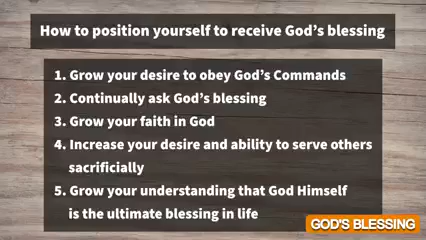 How to position yourself to receive God's blessing
1. Grow your desire to obey God's Commands
2. Continually ask God's blessing
3. Grow your faith in God
4. Increase your desire and ability to serve others
sacrificially
5. Grow your understanding that God Himself
is the ultimate blessing in life
GOD'S BLESSING